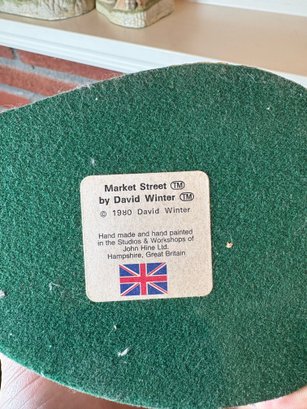 Market Street TM
by David Winter TM
© 1980 David Winter
Hand made and hand painted
in the Studios & Workshops of
John Hine Ltd.
Hampshire, Great Britain